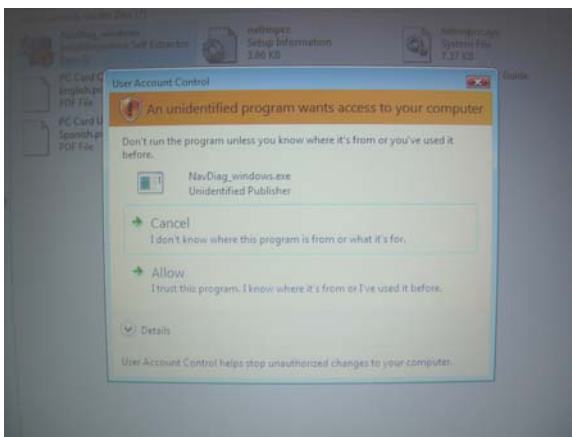 NavDiag_windows
Self Extractor
Setup Information
3.86 KB
System File
7.37 KB
PDF File
PC Card U
Spanish.p
PDF File
Guide.
User Account Control
An unidentified program wants access to your computer
Don't run the program unless you know where it's from or you've used it
before.
NavDiag_windows.exe
Unidentified Publisher
Cancel
I don't know where this program is from or what it's for.
Allow
I trust this program. I know where it's from or I've used it before.
Details
User Account Control helps stop unauthorized changes to your computer.